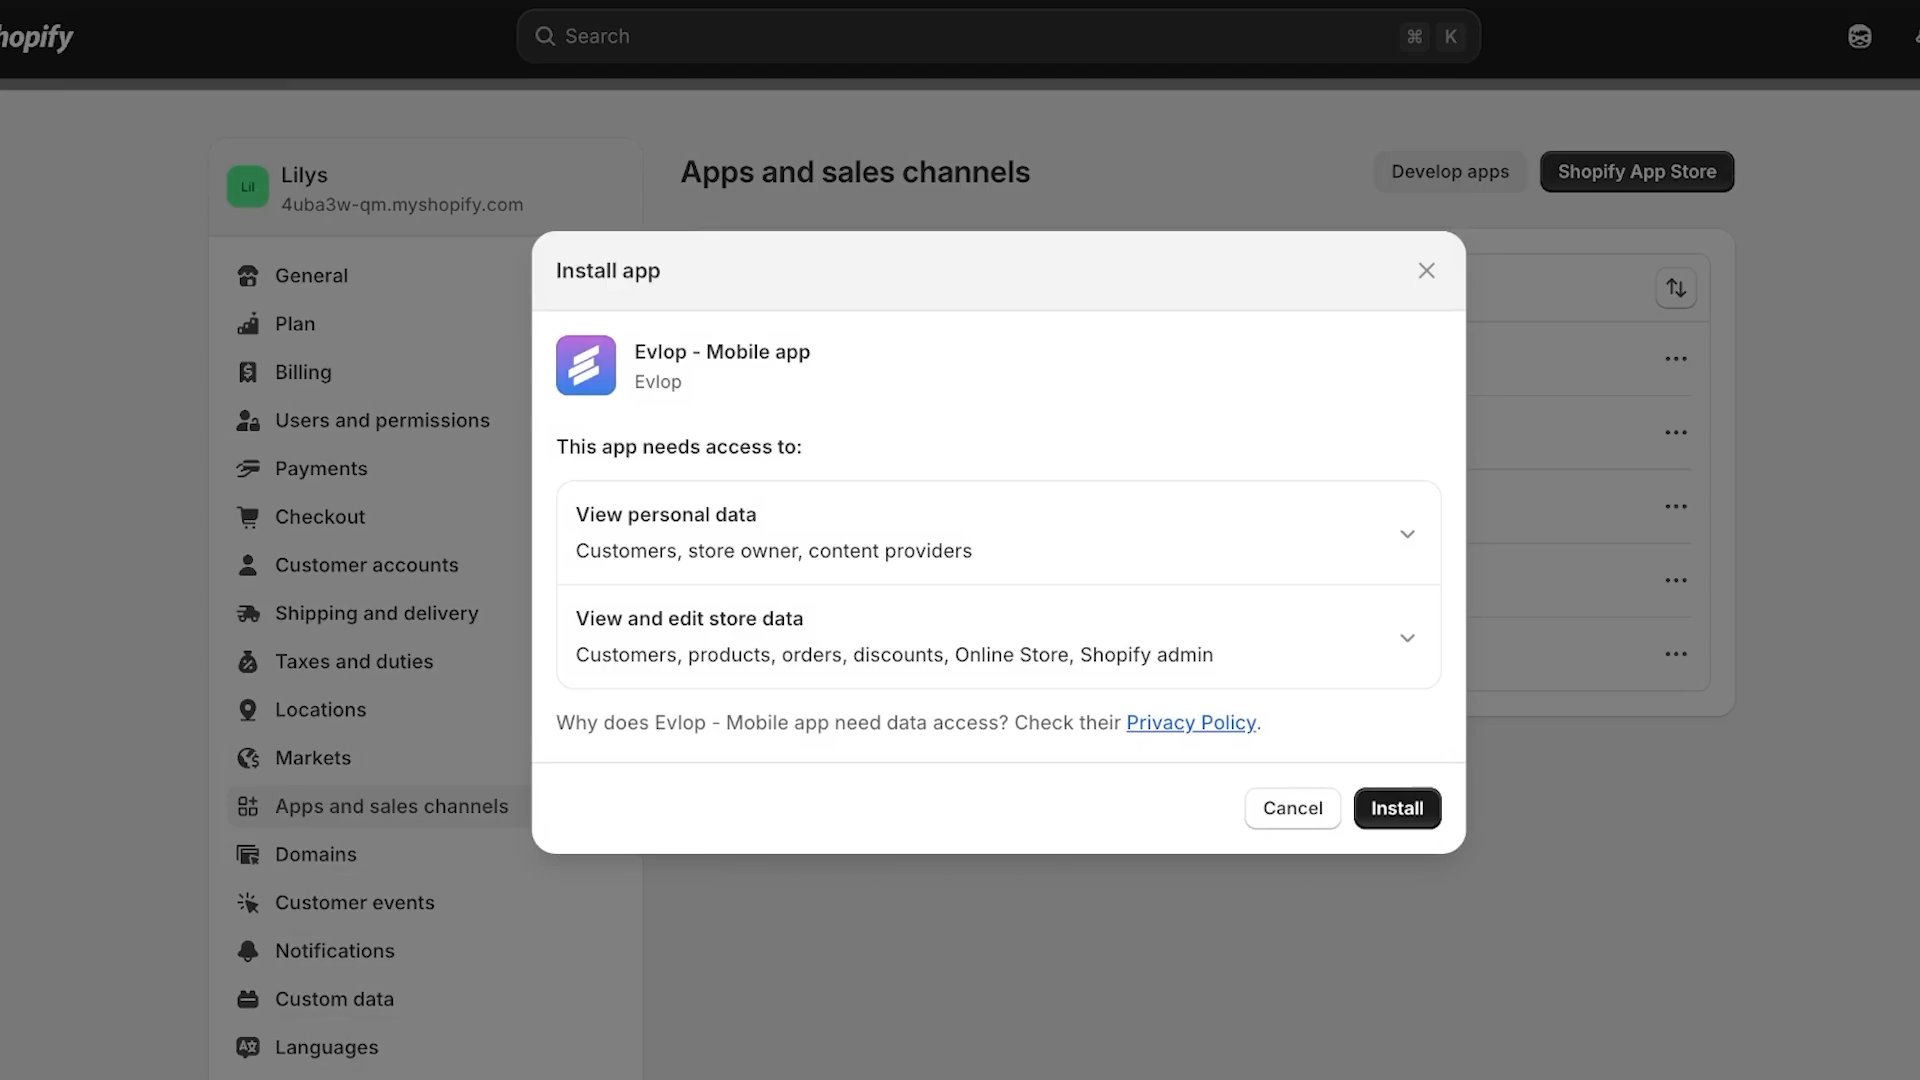 hopify
Search
⌘ K
Lil
Lilys
4uba3w-qm.myshopify.com
General
Plan
Billing
Users and permissions
Payments
Checkout
Customer accounts
Shipping and delivery
Taxes and duties
Locations
Markets
Apps and sales channels
Domains
Customer events
Notifications
Custom data
Languages
Apps and sales channels
Develop apps
Shopify App Store
Install app
Evlop - Mobile app
Evlop
This app needs access to:
View personal data
Customers, store owner, content providers
View and edit store data
Customers, products, orders, discounts, Online Store, Shopify admin
Why does Evlop - Mobile app need data access? Check their Privacy Policy.
Cancel
Install